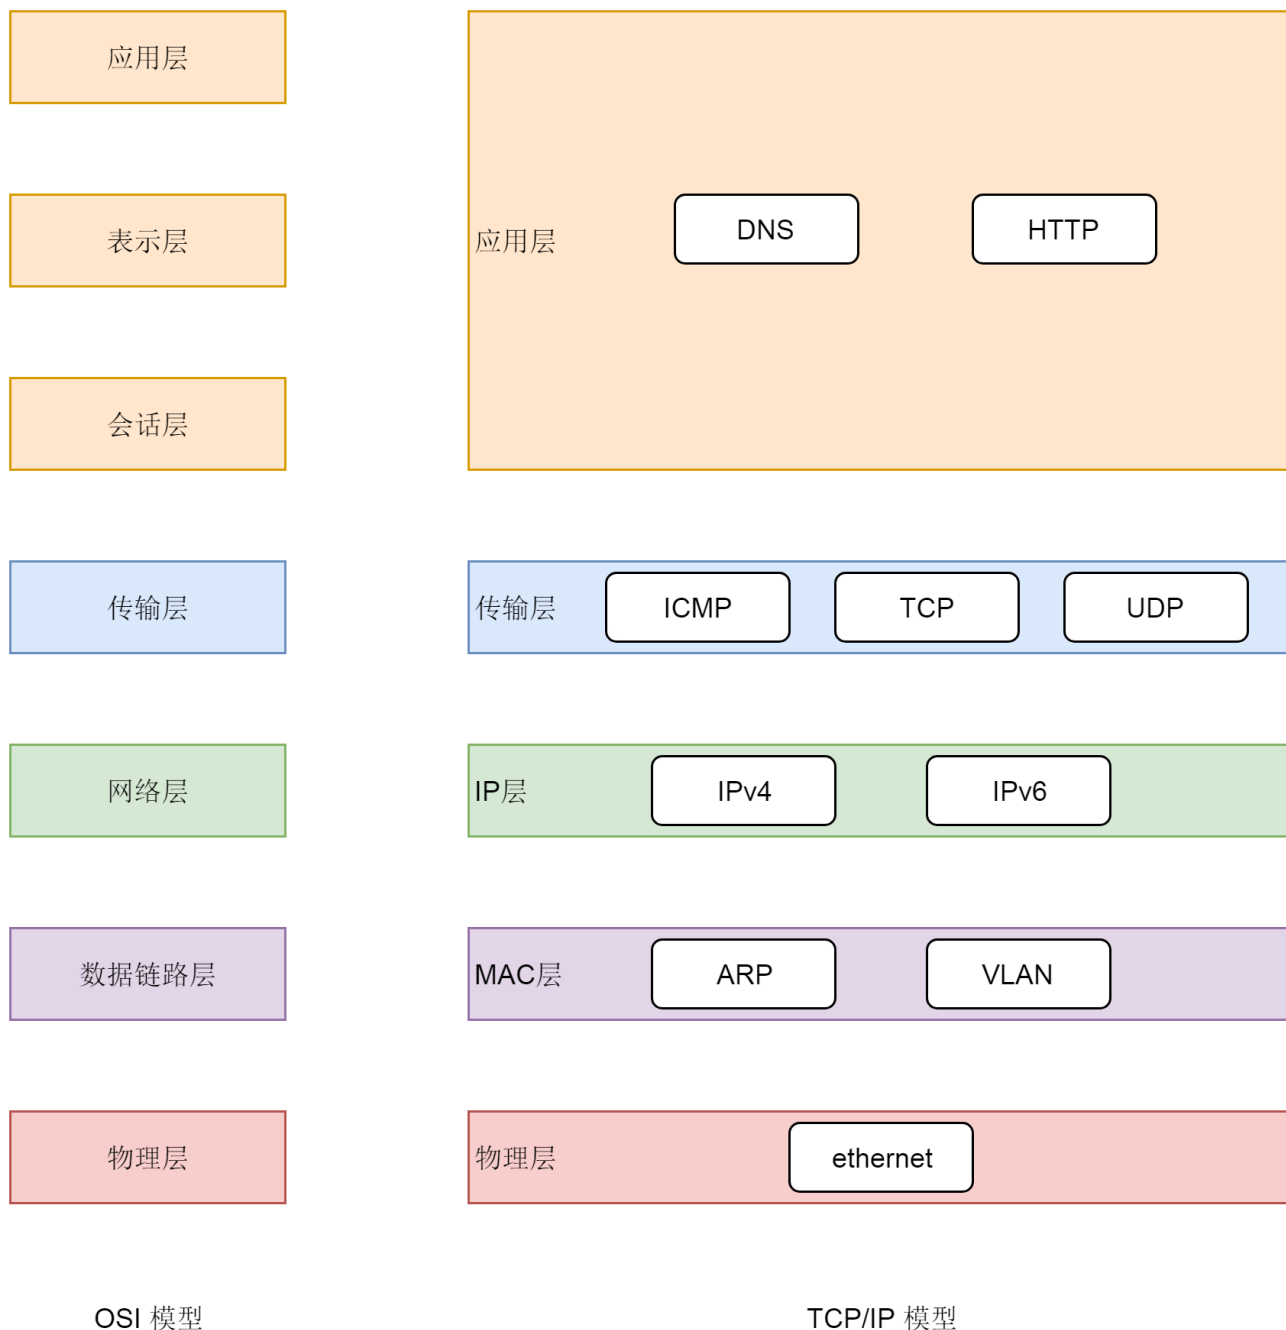 应用层
表示层
应用层
DNS
HTTP
会话层
传输层
传输层
ICMP
TCP
UDP
网络层
IP层
IPv4
IPv6
数据链路层
MAC层
ARP
VLAN
物理层
物理层
ethernet
OSI 模型
TCP/IP 模型